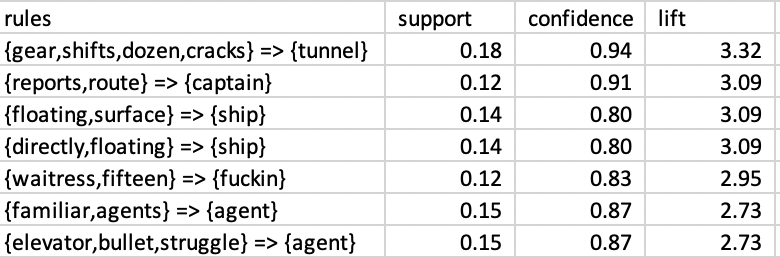 rules support confidence lift
{gear,shifts,dozen,cracks} => {tunnel} 0.18 0.94 3.32
{reports,route} => {captain} 0.12 0.91 3.09
{floating,surface} => {ship} 0.14 0.80 3.09
{directly,floating} => {ship} 0.14 0.80 3.09
{waitress,fifteen} => {fuckin} 0.12 0.83 2.95
{familiar,agents} => {agent} 0.15 0.87 2.73
{elevator,bullet,struggle} => {agent} 0.15 0.87 2.73